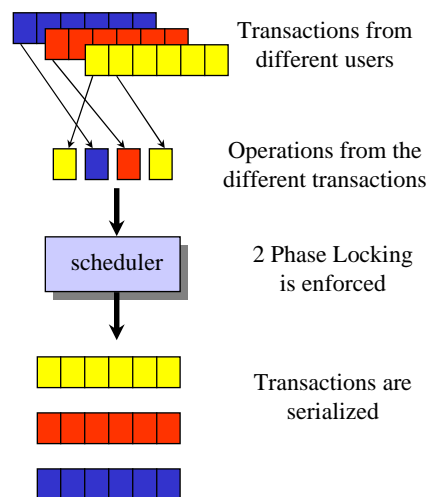 Transactions from
different users
Operations from the
different transactions
scheduler
2 Phase Locking
is enforced
Transactions are
serialized